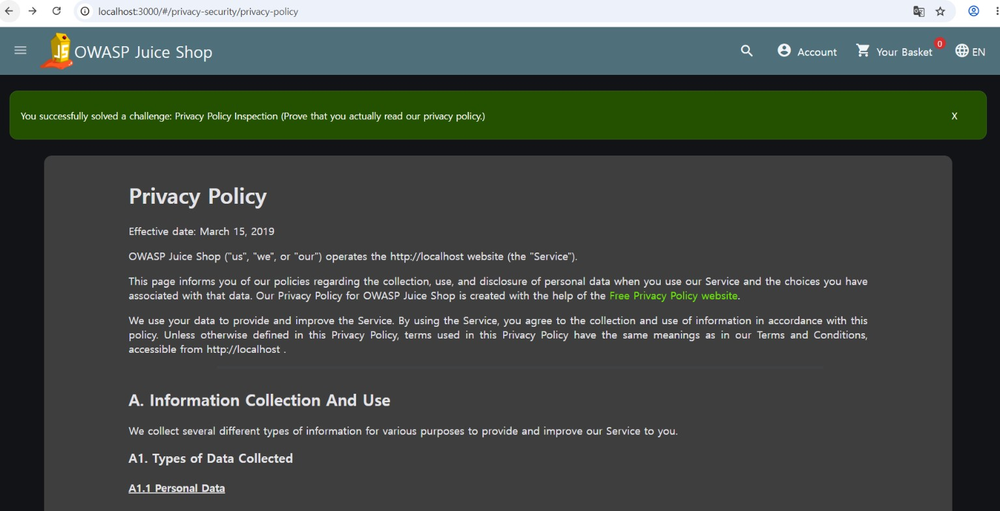 localhost:3000/#/privacy-security/privacy-policy
JS
OWASP Juice Shop
Account
Your Basket
0
EN
You successfully solved a challenge: Privacy Policy Inspection (Prove that you actually read our privacy policy.)
X
Privacy Policy
Effective date: March 15, 2019
OWASP Juice Shop ("us", "we", or "our") operates the http://localhost website (the "Service").
This page informs you of our policies regarding the collection, use, and disclosure of personal data when you use our Service and the choices you have
associated with that data. Our Privacy Policy for OWASP Juice Shop is created with the help of the Free Privacy Policy website.
We use your data to provide and improve the Service. By using the Service, you agree to the collection and use of information in accordance with this
policy. Unless otherwise defined in this Privacy Policy, terms used in this Privacy Policy have the same meanings as in our Terms and Conditions,
accessible from http://localhost .
A. Information Collection And Use
We collect several different types of information for various purposes to provide and improve our Service to you.
A1. Types of Data Collected
A1.1 Personal Data